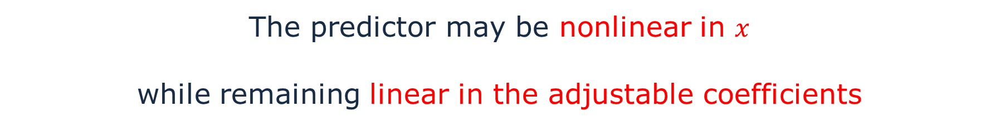 The predictor may be nonlinear in x
while remaining linear in the adjustable coefficients